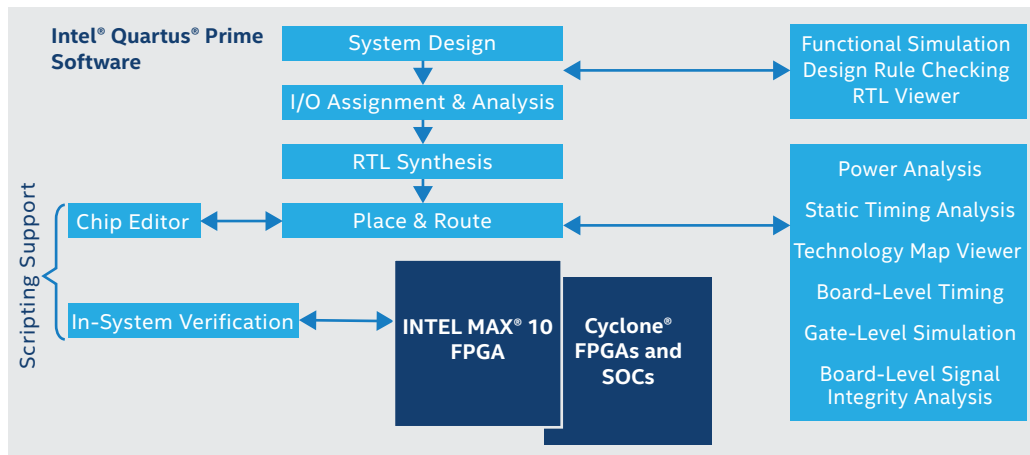 Intel® Quartus® Prime
Software
System Design
I/O Assignment & Analysis
RTL Synthesis
Place & Route
Functional Simulation
Design Rule Checking
RTL Viewer
Scripting Support
Chip Editor
In-System Verification
INTEL MAX® 10
FPGA
Cyclone®
FPGAs and
SOCs
Power Analysis
Static Timing Analysis
Technology Map Viewer
Board-Level Timing
Gate-Level Simulation
Board-Level Signal
Integrity Analysis